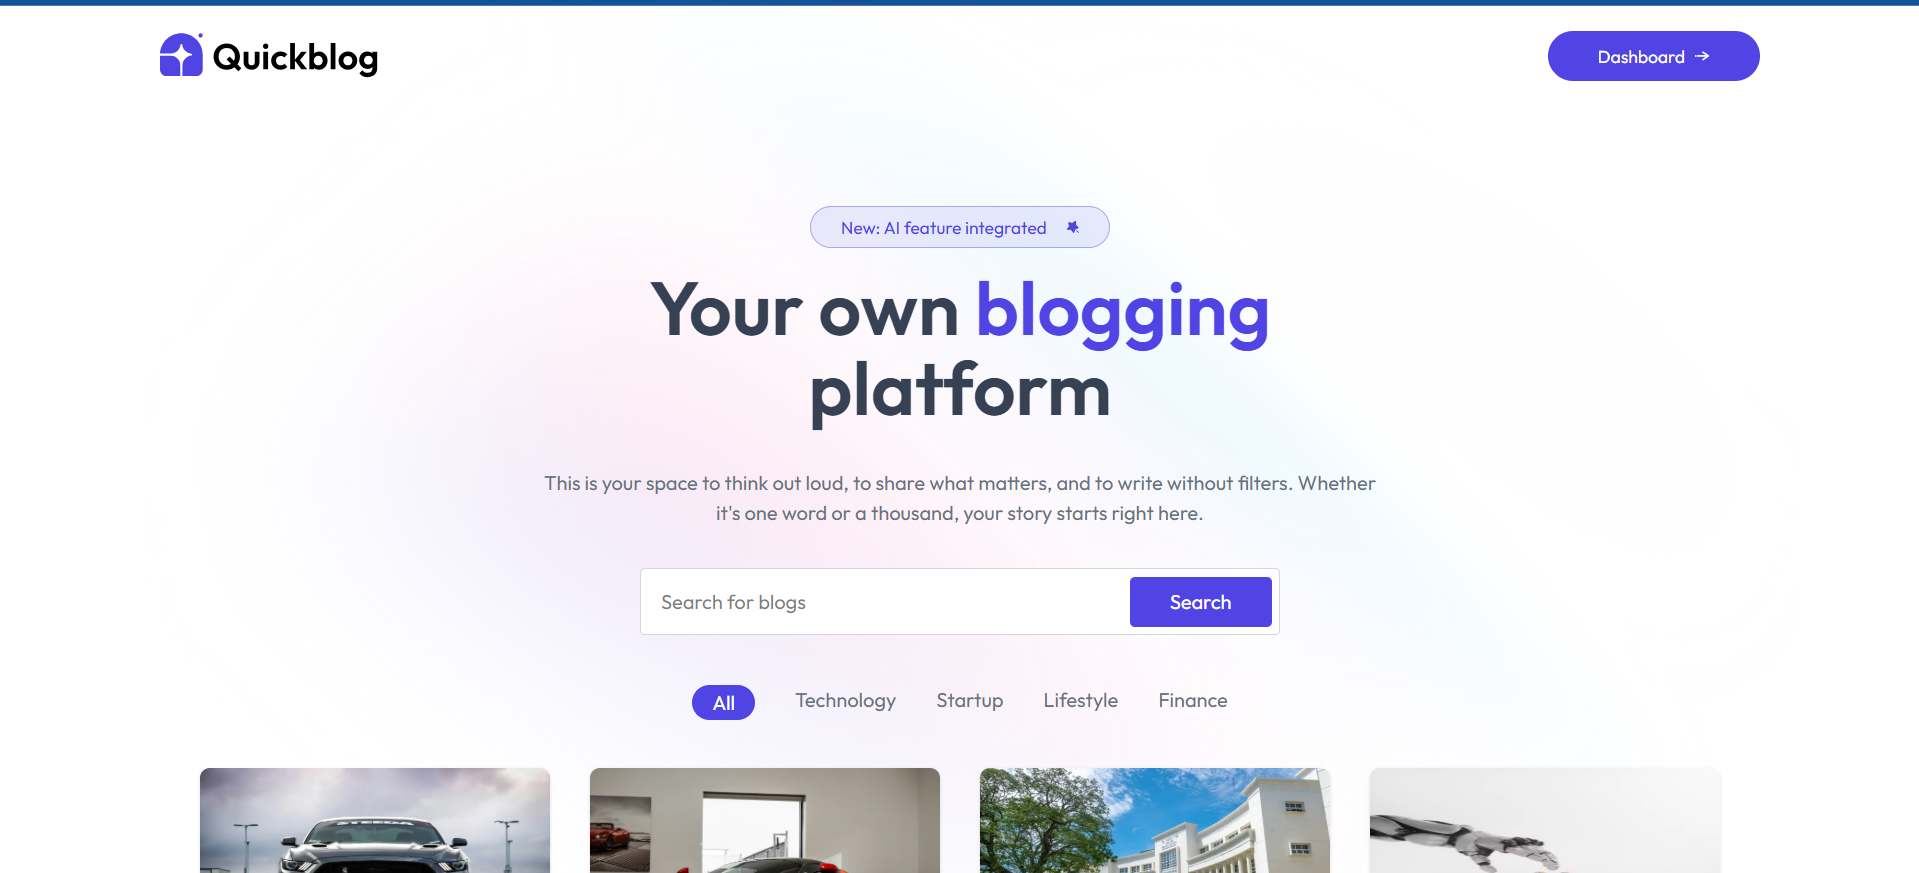 Quickblog
Dashboard →
New: AI feature integrated
Your own blogging
platform
This is your space to think out loud, to share what matters, and to write without filters. Whether
it's one word or a thousand, your story starts right here.
Search for blogs
Search
All
Technology
Startup
Lifestyle
Finance
STEEDA